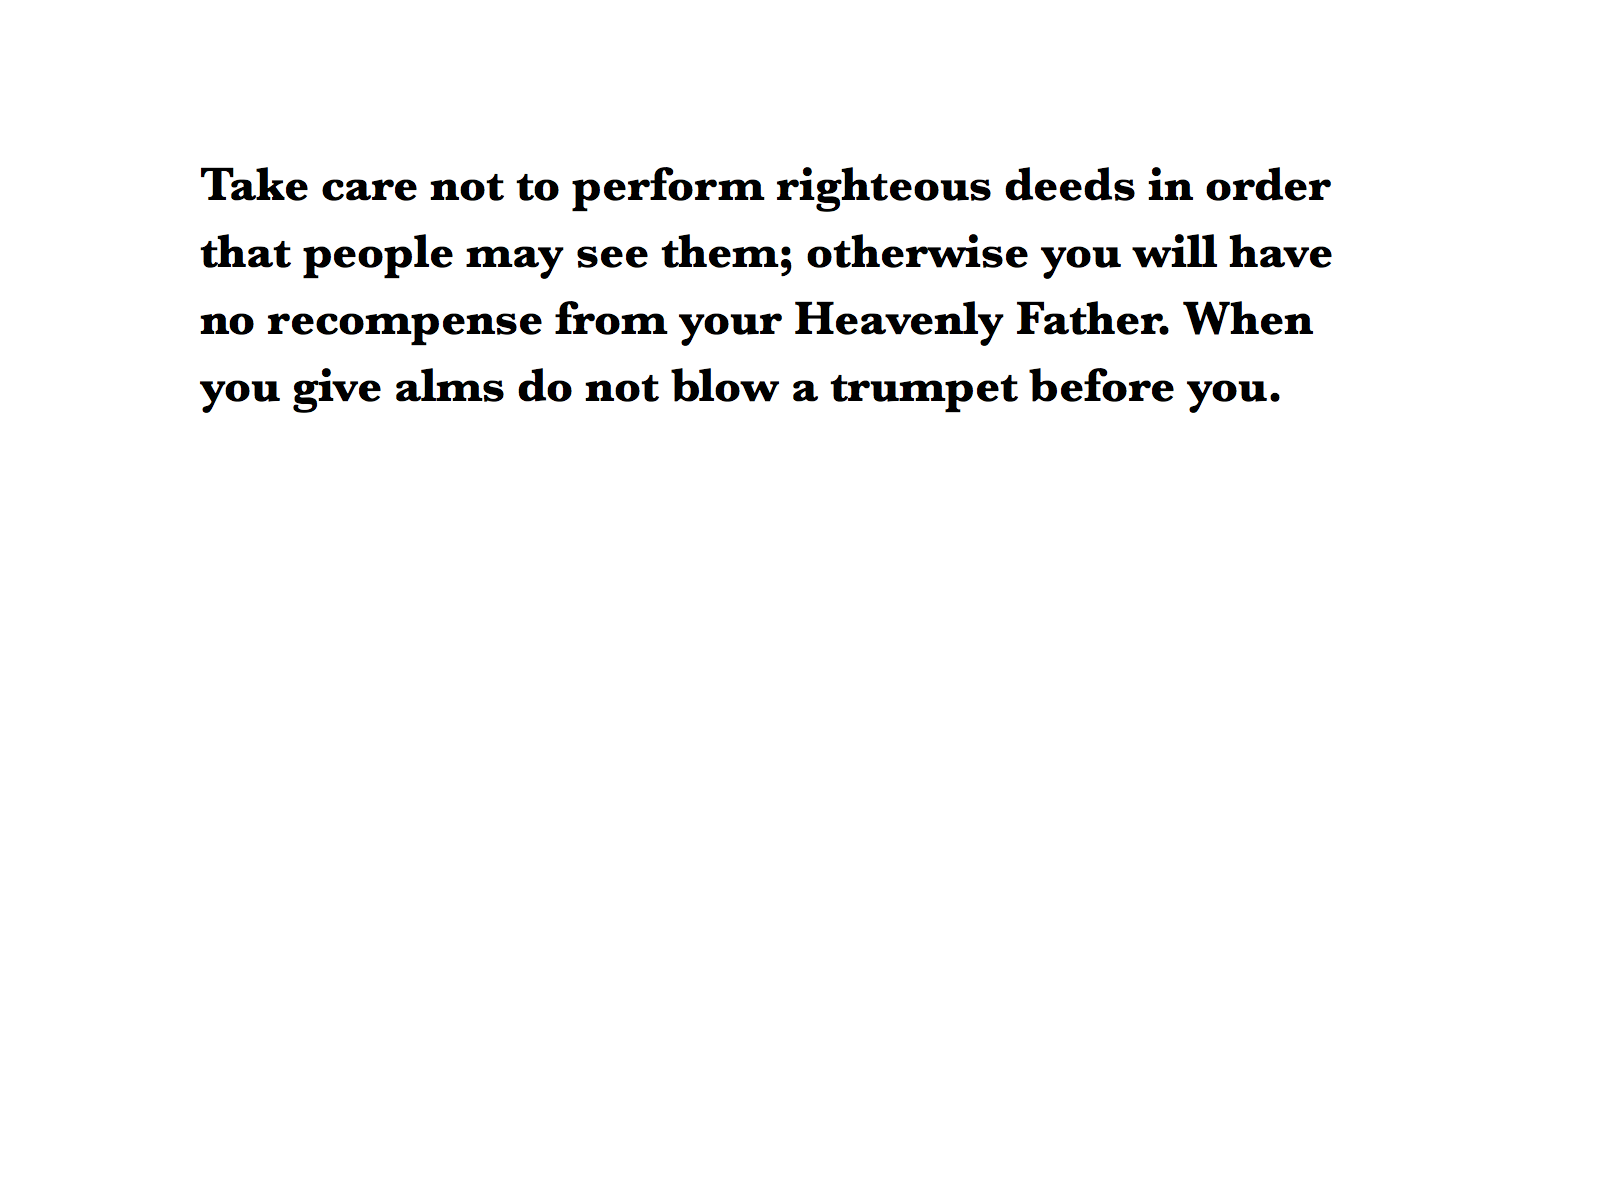 Take care not to perform righteous deeds in order
that people may see them; otherwise you will have
no recompense from your Heavenly Father. When
you give alms do not blow a trumpet before you.